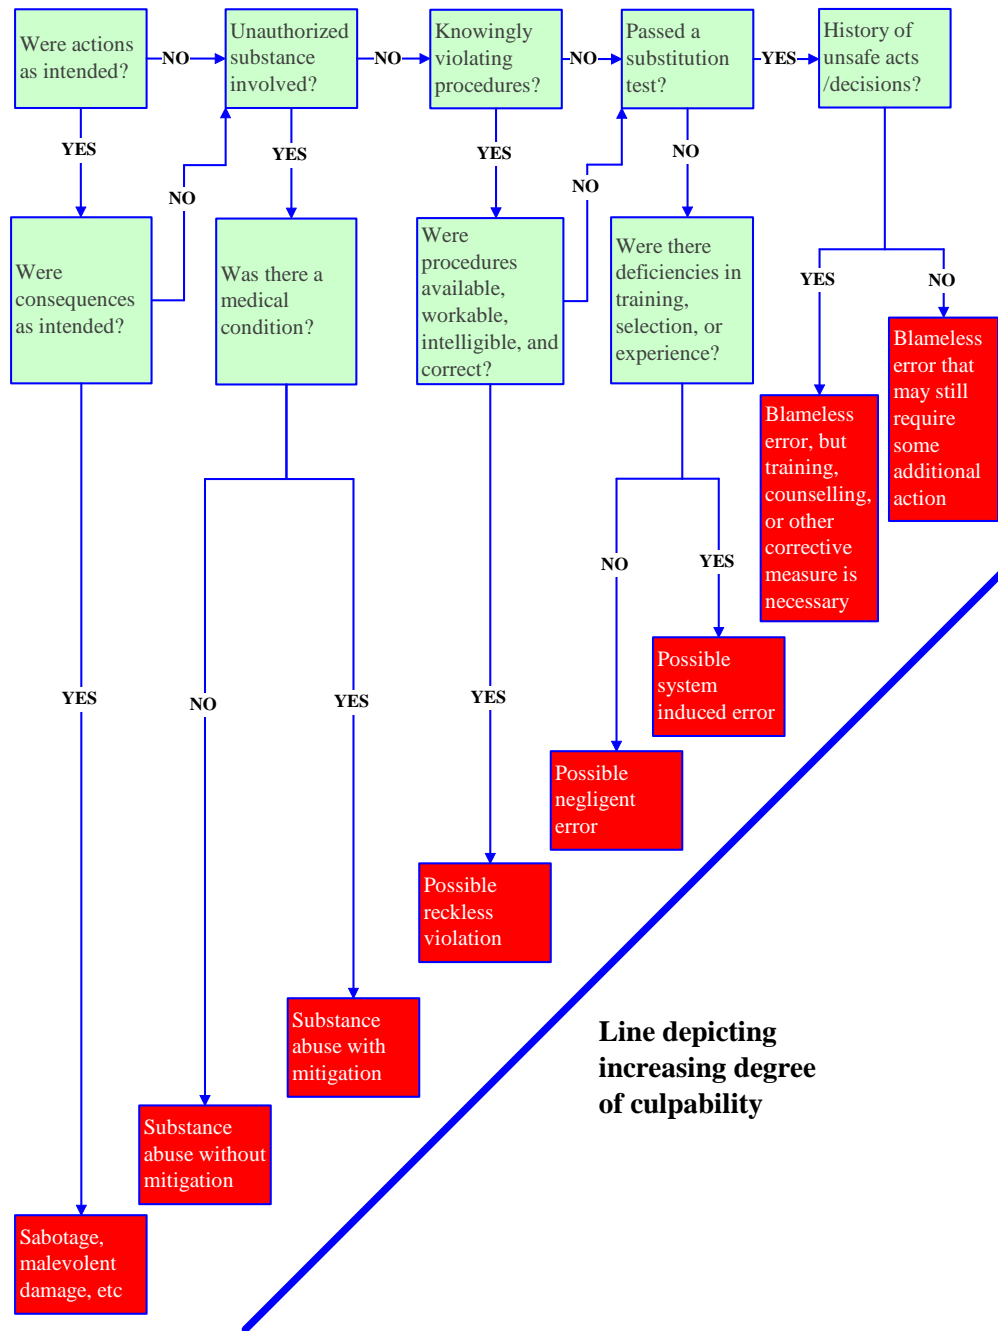 Were actions
as intended?
NO
Unauthorized
substance
involved?
NO
Knowingly
violating
procedures?
NO
Passed a
substitution
test?
YES
History of
unsafe acts
/decisions?
YES
YES
YES
NO
NO
NO
Were
consequences
as intended?
Was there a
medical
condition?
Were
procedures
available,
workable,
intelligible, and
correct?
Were there
deficiencies in
training,
selection, or
experience?
YES
NO
Blameless
error, but
training,
counselling,
or other
corrective
measure is
necessary
Blameless
error that
may still
require
some
additional
action
NO
YES
YES
NO
YES
YES
Possible
system
induced error
Possible
negligent
error
Possible
reckless
violation
Substance
abuse with
mitigation
Substance
abuse without
mitigation
Sabotage,
malevolent
damage, etc
Line depicting
increasing degree
of culpability